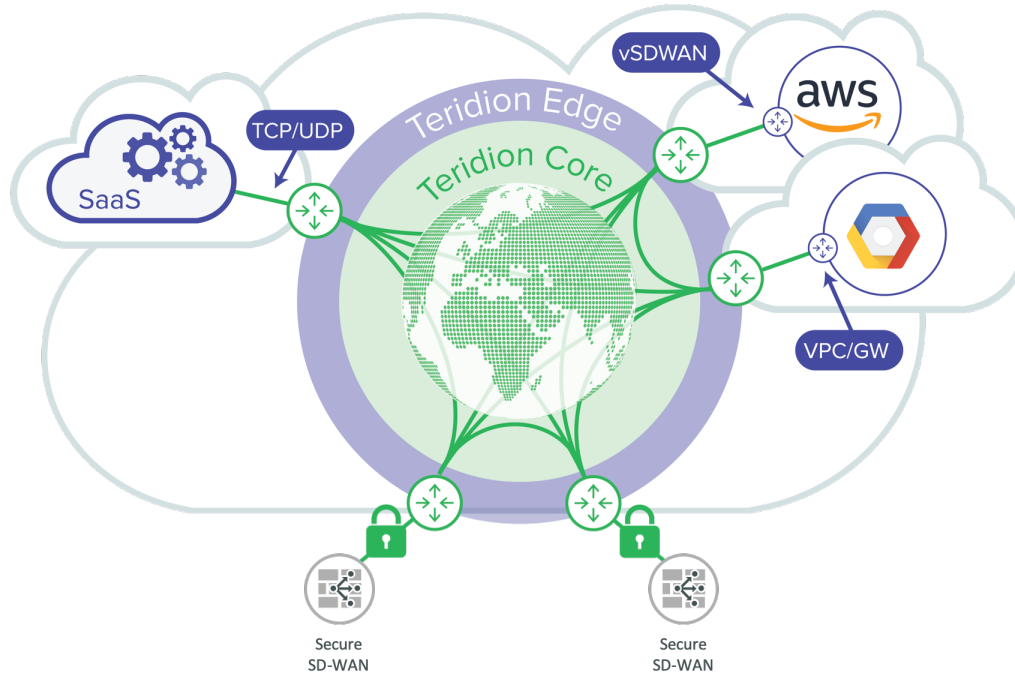 vSDWAN
aws
Teridion Edge
TCP/UDP
Teridion Core
SaaS
VPC/GW
Secure
SD-WAN
Secure
SD-WAN